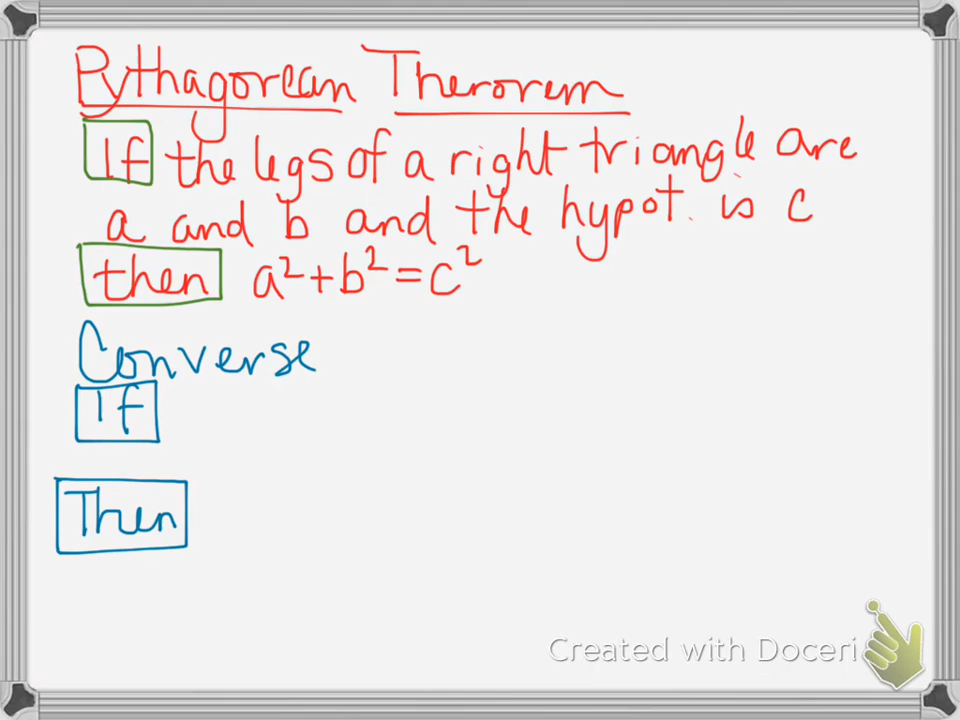 Pythagorean Therorem
If the legs of a right triangle are
a and b and the hypot. is c
then a²+b²=c²
Converse
If
Then
Created with Doceri